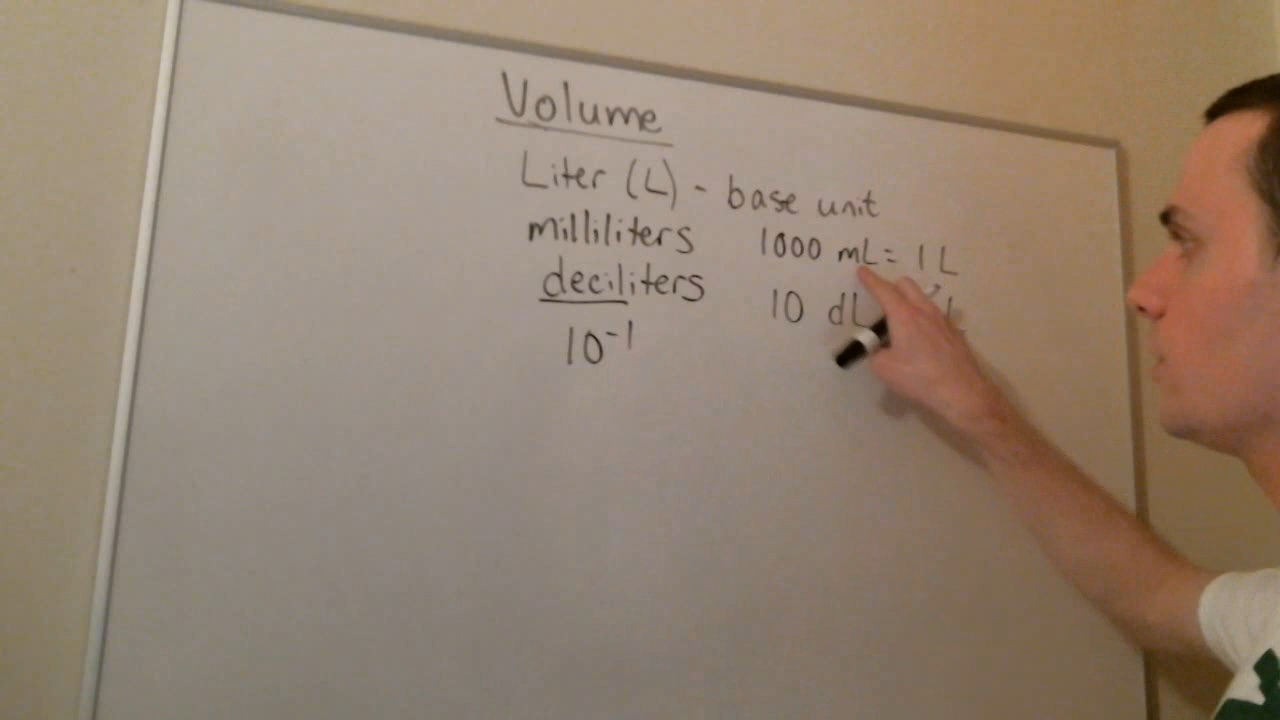 Volume
Liter (L) - base unit
milliliters 1000 mL = 1 L
deciliters 10 dL L
10⁻¹